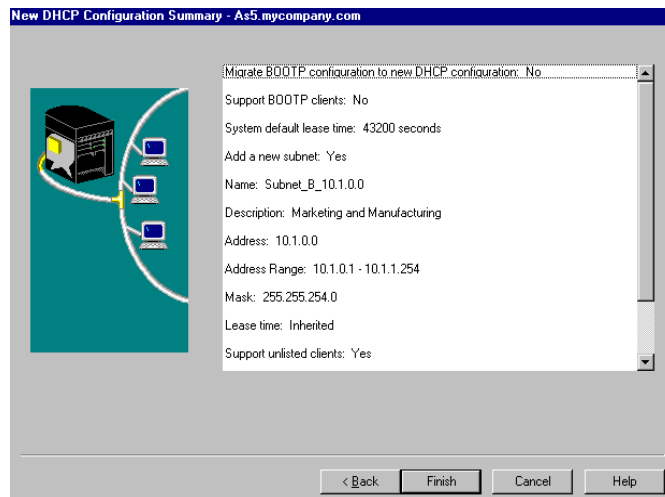 New DHCP Configuration Summary - As5.mycompany.com
Migrate BOOTP configuration to new DHCP configuration: No
Support BOOTP clients: No
System default lease time: 43200 seconds
Add a new subnet: Yes
Name: Subnet_B_10.1.0.0
Description: Marketing and Manufacturing
Address: 10.1.0.0
Address Range: 10.1.0.1 - 10.1.1.254
Mask: 255.255.254.0
Lease time: Inherited
Support unlisted clients: Yes
< Back
Finish
Cancel
Help